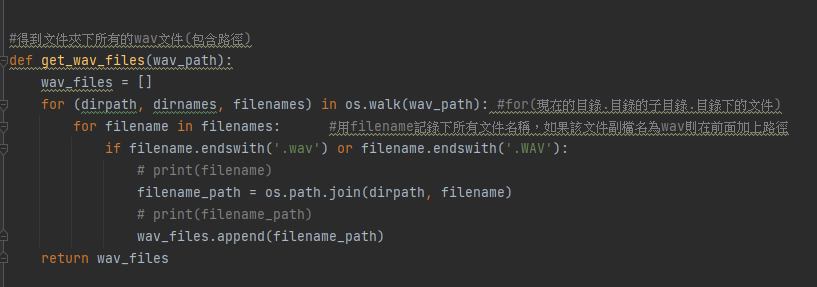 #得到文件夾下所有的wav文件(包含路徑)
def get_wav_files(wav_path):
    wav_files = []
    for (dirpath, dirnames, filenames) in os.walk(wav_path): #for(現在的目錄.目錄的子目錄.目錄下的文件)
        for filename in filenames:      #用filename記錄下所有文件名稱，如果該文件副檔名為wav則在前面加上路徑
            if filename.endswith('.wav') or filename.endswith('.WAV'):
                # print(filename)
                filename_path = os.path.join(dirpath, filename)
                # print(filename_path)
                wav_files.append(filename_path)
    return wav_files